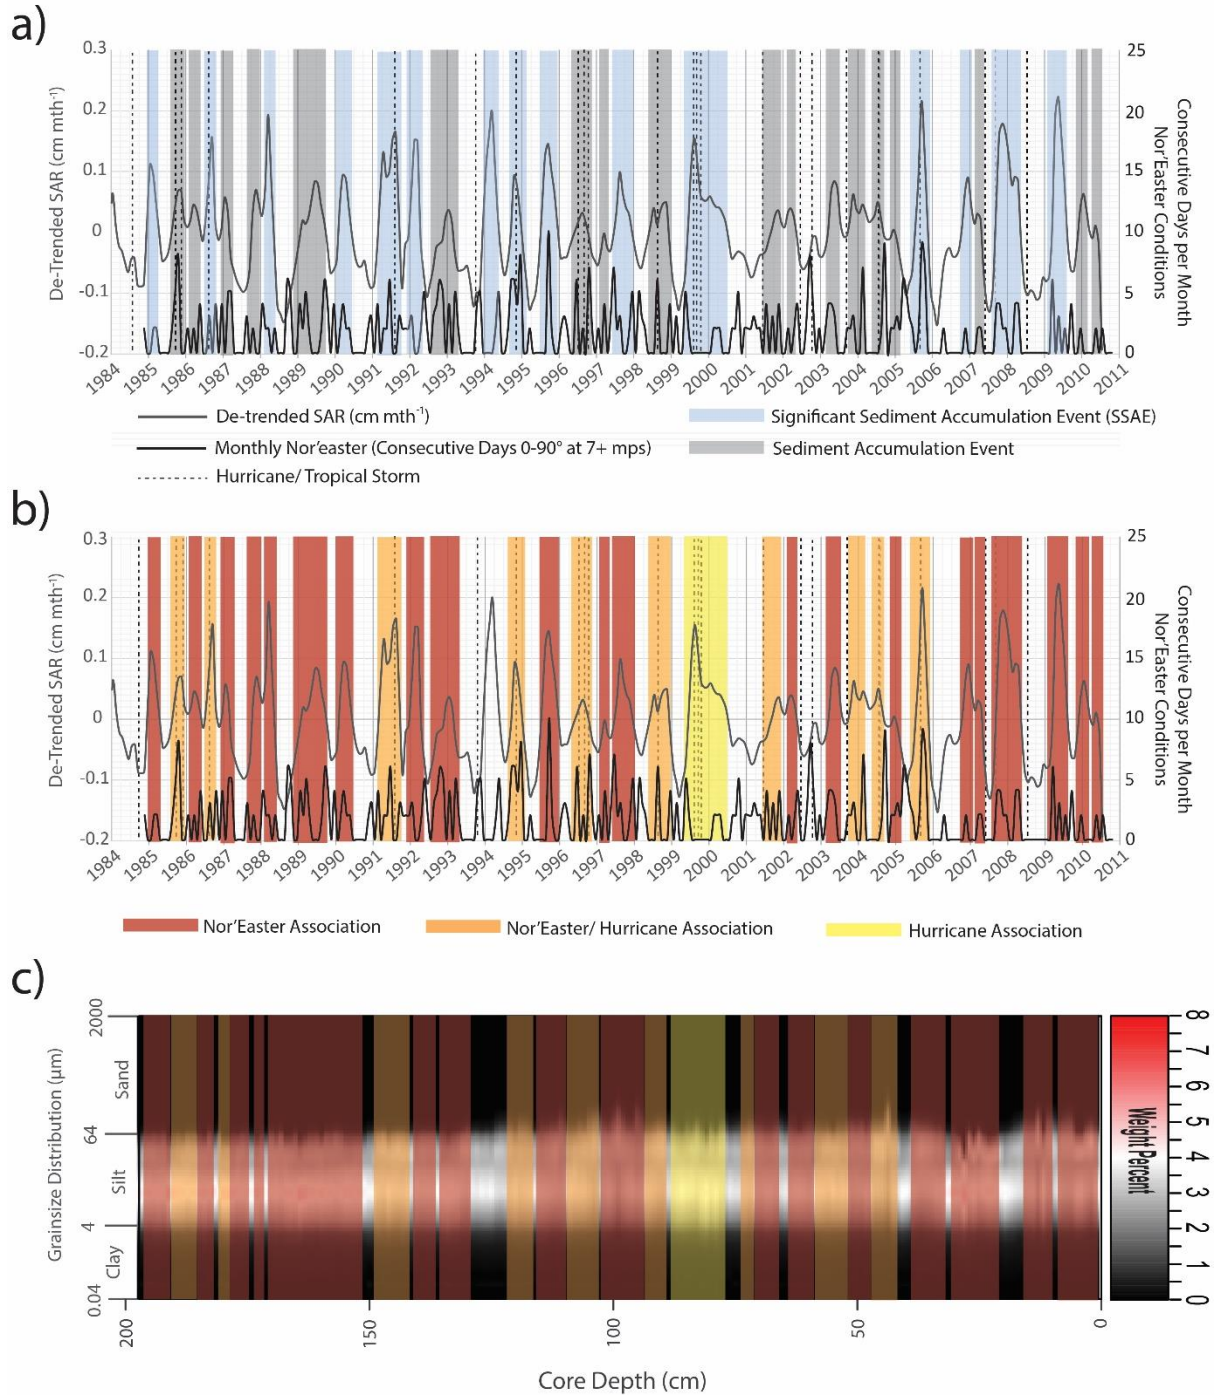 a)
De-Trended SAR (cm mth⁻¹)
0.3
0.2
0.1
0
-0.1
-0.2
25
20
15
10
5
0
Consecutive Days per Month
Nor'Easter Conditions
1984 1985 1986 1987 1988 1989 1990 1991 1992 1993 1994 1995 1996 1997 1998 1999 2000 2001 2002 2003 2004 2005 2006 2007 2008 2009 2010 2011
De-trended SAR (cm mth⁻¹)
Significant Sediment Accumulation Event (SSAE)
Monthly Nor'easter (Consecutive Days 0-90° at 7+ mps)
Sediment Accumulation Event
Hurricane/ Tropical Storm
b)
De-Trended SAR (cm mth⁻¹)
0.3
0.2
0.1
0
-0.1
-0.2
25
20
15
10
5
0
Consecutive Days per Month
Nor'Easter Conditions
1984 1985 1986 1987 1988 1989 1990 1991 1992 1993 1994 1995 1996 1997 1998 1999 2000 2001 2002 2003 2004 2005 2006 2007 2008 2009 2010 2011
Nor'Easter Association
Nor'Easter/ Hurricane Association
Hurricane Association
c)
Grainsize Distribution (µm)
2000
Sand
64
Silt
4
Clay
0.04
200 150 100 50 0
Core Depth (cm)
Weight Percent
8
7
6
5
4
3
2
1
0